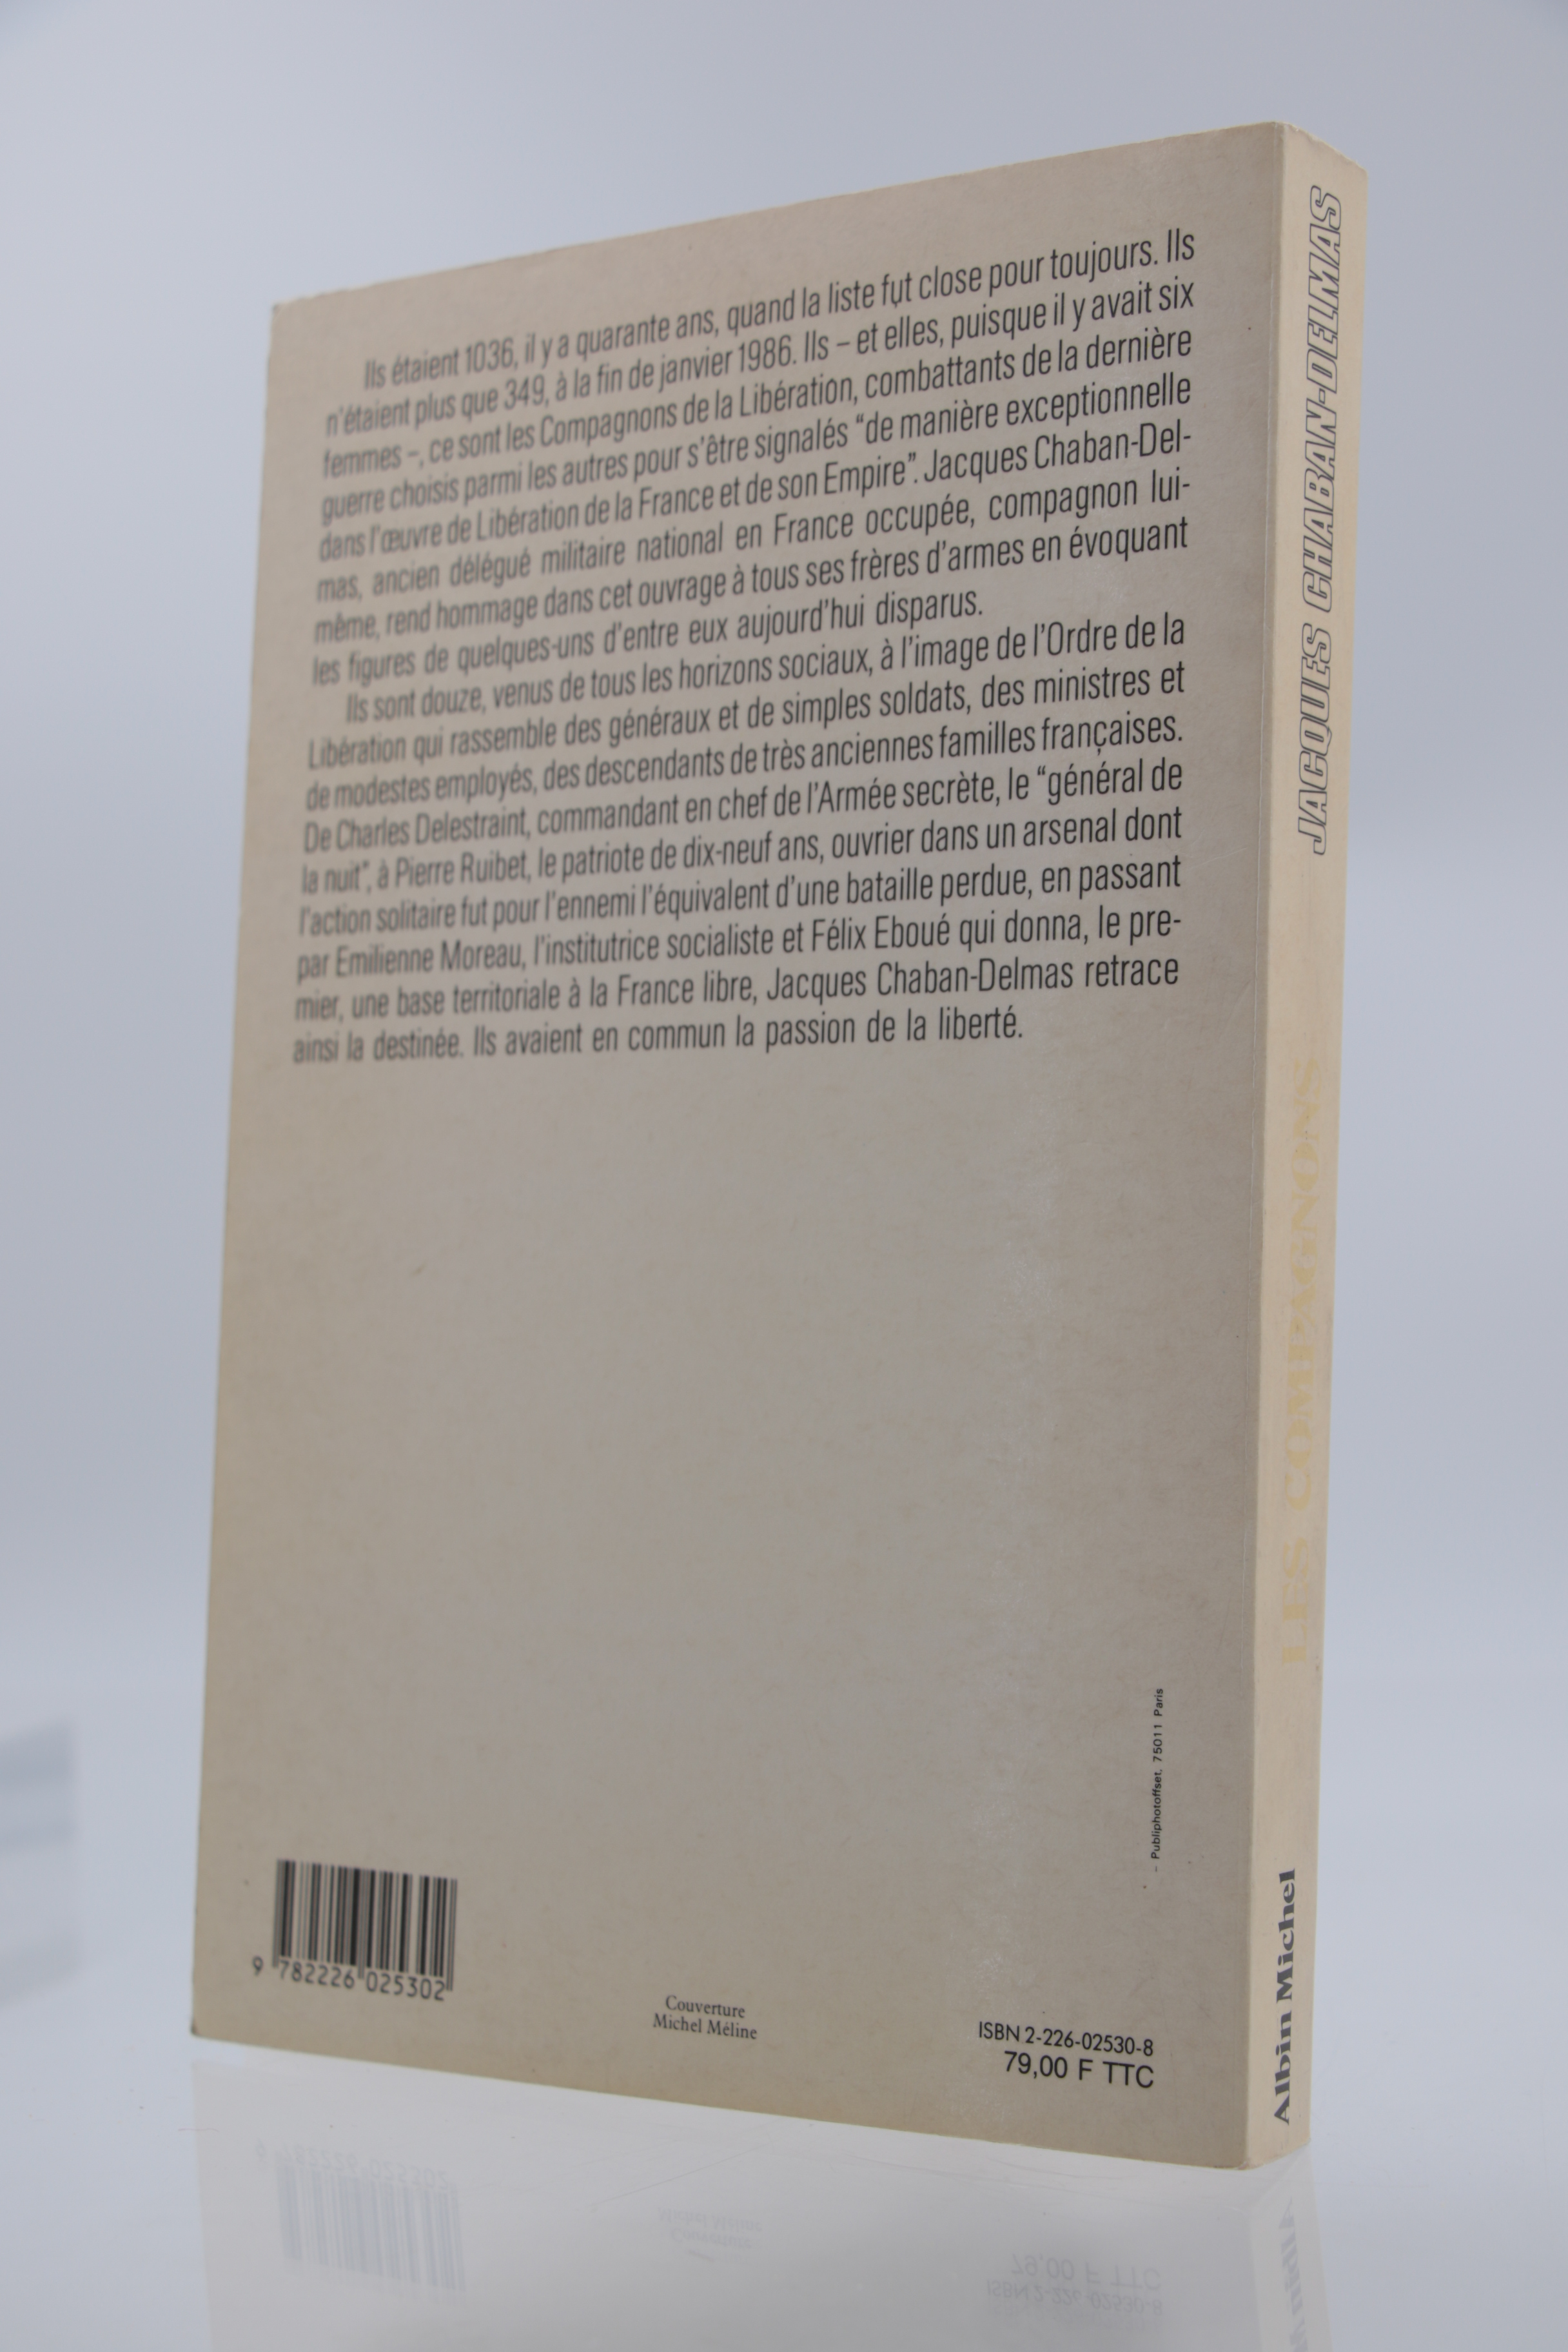 Ils étaient 1036, il y a quarante ans, quand la liste fut close pour toujours. Ils
n'étaient plus que 349, à la fin de janvier 1986. Ils – et elles, puisque il y avait six
femmes –, ce sont les Compagnons de la Libération, combattants de la dernière
guerre choisis parmi les autres pour s'être signalés “de manière exceptionnelle
dans l'œuvre de Libération de la France et de son Empire”. Jacques Chaban-Del-
mas, ancien délégué militaire national en France occupée, compagnon lui-
même, rend hommage dans cet ouvrage à tous ses frères d'armes en évoquant
les figures de quelques-uns d'entre eux aujourd'hui disparus.
Ils sont douze, venus de tous les horizons sociaux, à l'image de l'Ordre de la
Libération qui rassemble des généraux et de simples soldats, des ministres et
de modestes employés, des descendants de très anciennes familles françaises.
De Charles Delestraint, commandant en chef de l'Armée secrète, le “général de
la nuit”, à Pierre Ruibet, le patriote de dix-neuf ans, ouvrier dans un arsenal dont
l'action solitaire fut pour l'ennemi l'équivalent d'une bataille perdue, en passant
par Emilienne Moreau, l'institutrice socialiste et Félix Eboué qui donna, le pre-
mier, une base territoriale à la France libre, Jacques Chaban-Delmas retrace
ainsi la destinée. Ils avaient en commun la passion de la liberté.
– Publiphotoffset, 75011 Paris
9 782226 025302
Couverture
Michel Méline
ISBN 2-226-02530-8
79,00 F TTC
JACQUES CHABAN-DELMAS
LES COMPAGNONS
Albin Michel